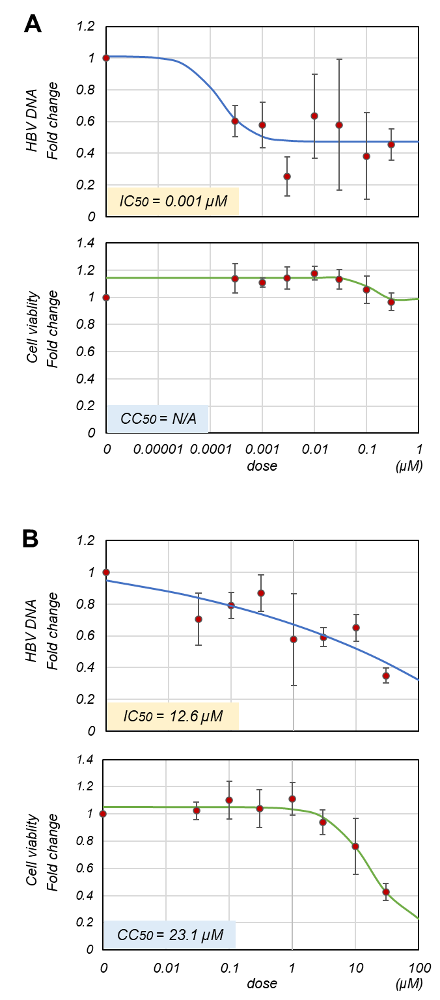 A
1.2
1
0.8
0.6
0.4
0.2
0
HBV DNA
Fold change
IC50 = 0.001 µM
1.4
1.2
1
0.8
0.6
0.4
0.2
0
Cell viablity
Fold change
CC50 = N/A
0 0.00001 0.0001 0.001 0.01 0.1 1
dose (µM)
B
1.2
1
0.8
0.6
0.4
0.2
0
HBV DNA
Fold change
IC50 = 12.6 µM
1.4
1.2
1
0.8
0.6
0.4
0.2
0
Cell viablity
Fold change
CC50 = 23.1 µM
0 0.01 0.1 1 10 100
dose (µM)